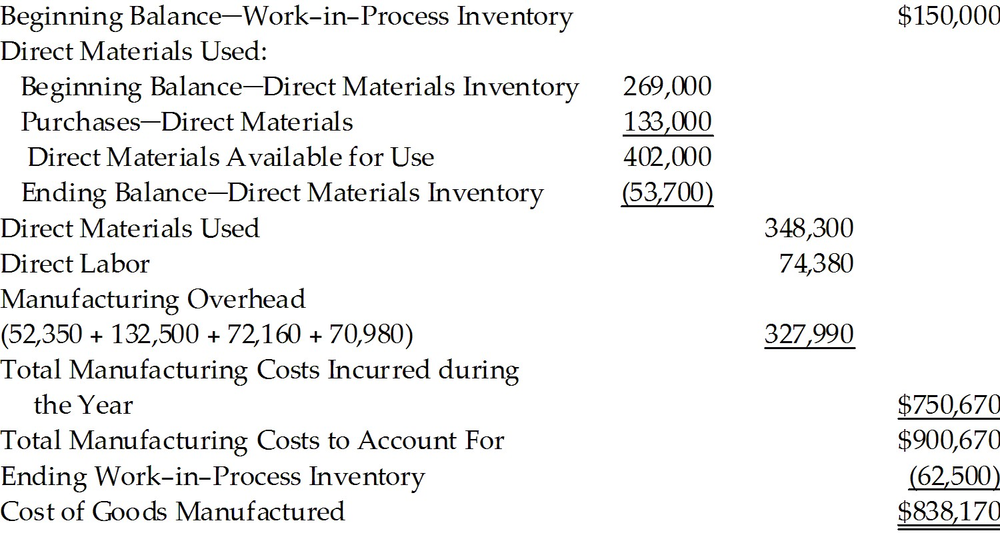 Beginning Balance—Work-in-Process Inventory $150,000
Direct Materials Used:
Beginning Balance—Direct Materials Inventory 269,000
Purchases—Direct Materials 133,000
Direct Materials Available for Use 402,000
Ending Balance—Direct Materials Inventory (53,700)
Direct Materials Used 348,300
Direct Labor 74,380
Manufacturing Overhead
(52,350 + 132,500 + 72,160 + 70,980) 327,990
Total Manufacturing Costs Incurred during
the Year $750,670
Total Manufacturing Costs to Account For $900,670
Ending Work-in-Process Inventory (62,500)
Cost of Goods Manufactured $838,170